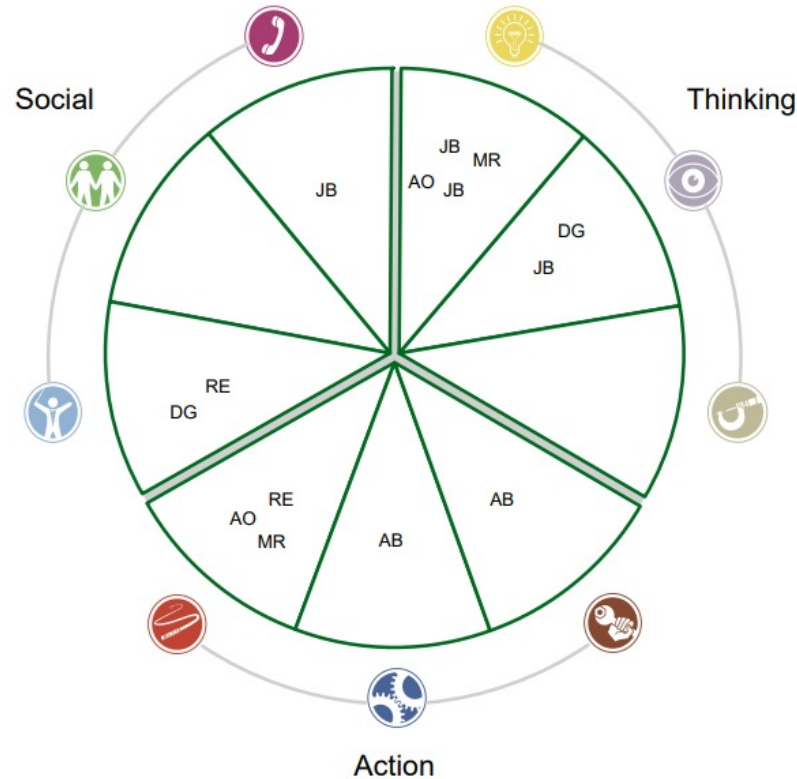 Social
Thinking
JB
JB
MR
AO
JB
DG
JB
RE
DG
RE
AO
MR
AB
AB
Action